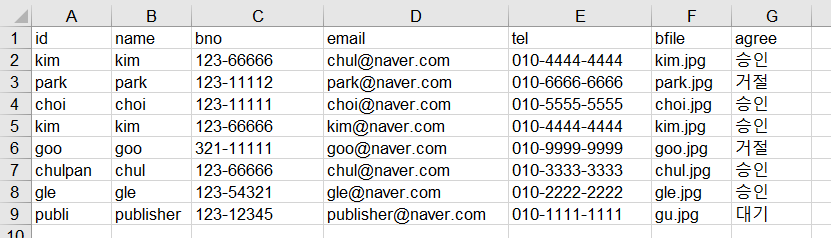 A B C D E F G
1 id name bno email tel bfile agree
2 kim kim 123-66666 chul@naver.com 010-4444-4444 kim.jpg 승인
3 park park 123-11112 park@naver.com 010-6666-6666 park.jpg 거절
4 choi choi 123-11111 choi@naver.com 010-5555-5555 choi.jpg 승인
5 kim kim 123-66666 kim@naver.com 010-4444-4444 kim.jpg 승인
6 goo goo 321-11111 goo@naver.com 010-9999-9999 goo.jpg 거절
7 chulpan chul 123-66666 chul@naver.com 010-3333-3333 chul.jpg 승인
8 gle gle 123-54321 gle@naver.com 010-2222-2222 gle.jpg 승인
9 publi publisher 123-12345 publisher@naver.com 010-1111-1111 gu.jpg 대기
10